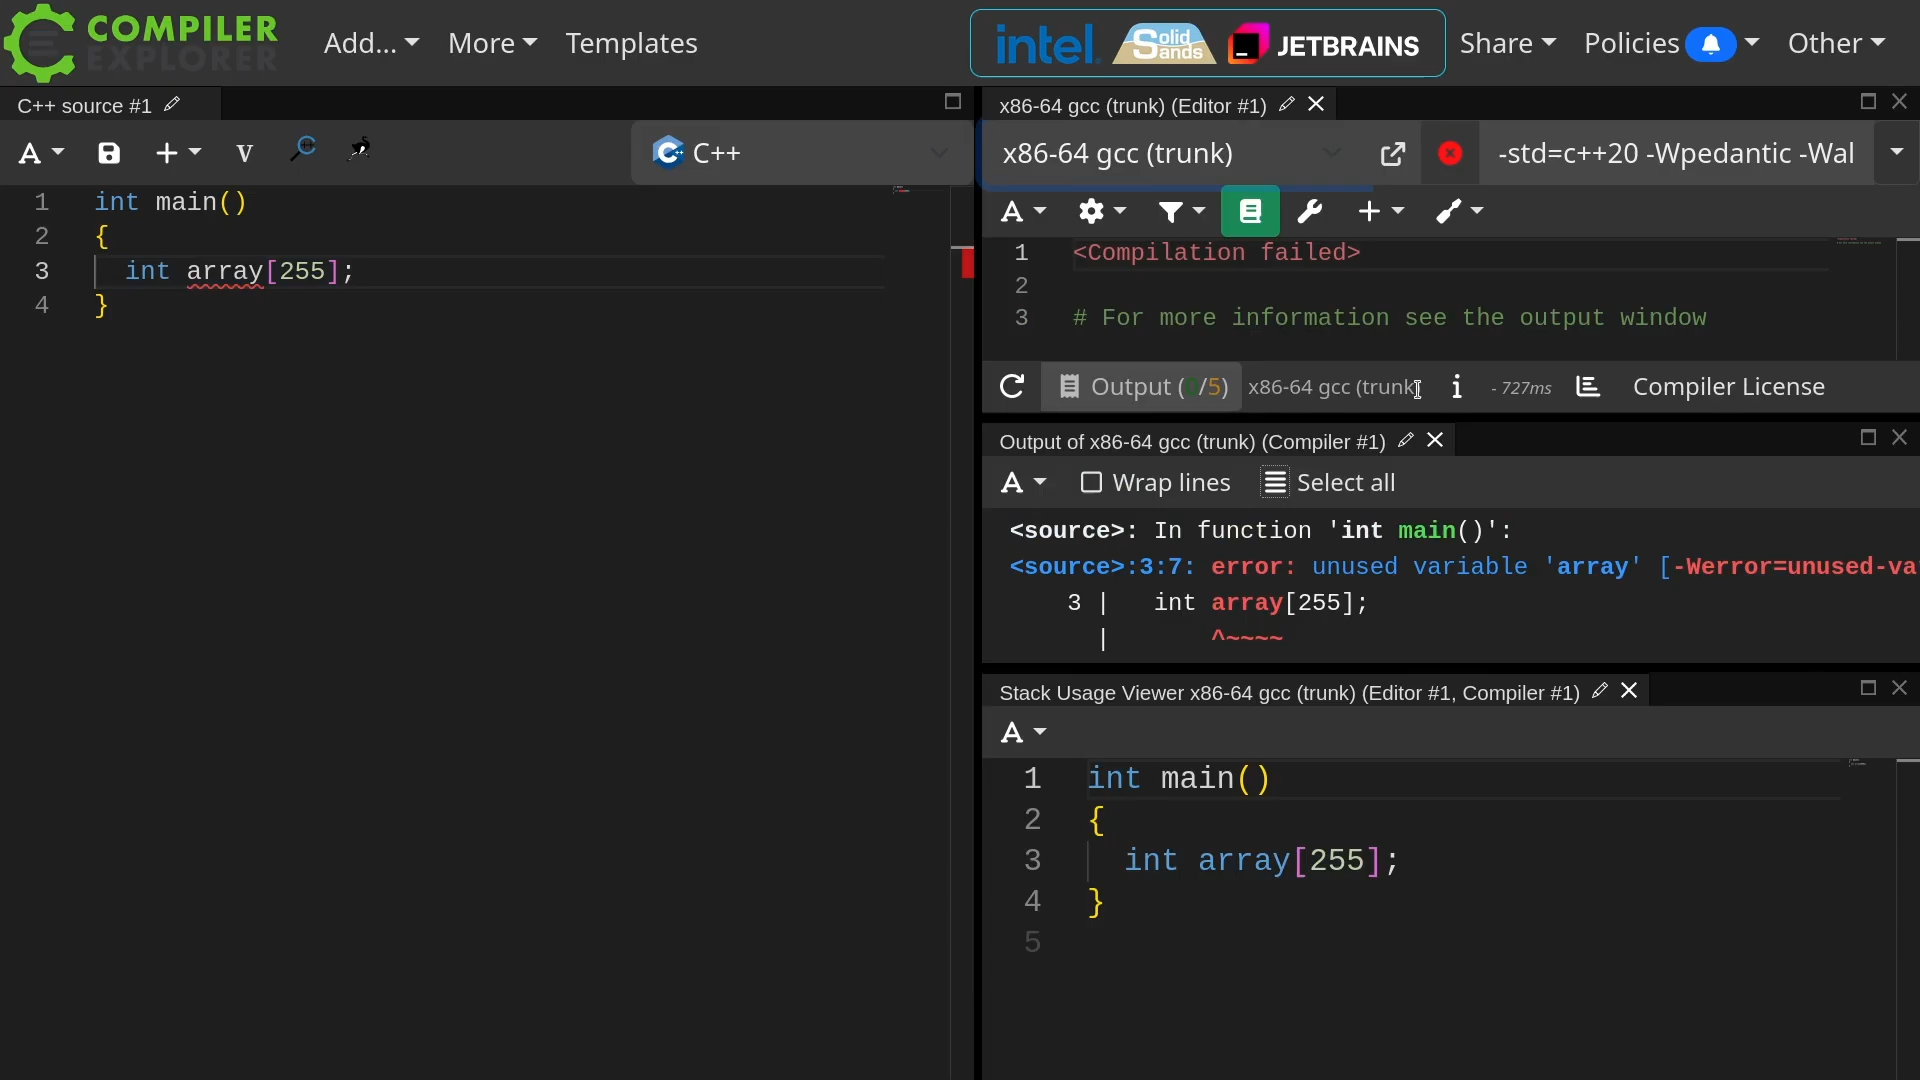 COMPILER
EXPLORER
Add...
More
Templates
intel.
Solid
Sands
JETBRAINS
Share
Policies
Other
C++ source #1
A
V
C++
1 int main()
2 {
3 int array[255];
4 }
x86-64 gcc (trunk) (Editor #1)
x86-64 gcc (trunk)
-std=c++20 -Wpedantic -Wal
A
1 <Compilation failed>
2
3 # For more information see the output window
Output (0/5) x86-64 gcc (trunk) i - 727ms Compiler License
Output of x86-64 gcc (trunk) (Compiler #1)
A Wrap lines Select all
<source>: In function 'int main()':
<source>:3:7: error: unused variable 'array' [-Werror=unused-va
3 | int array[255];
| ^~~~~
Stack Usage Viewer x86-64 gcc (trunk) (Editor #1, Compiler #1)
A
1 int main()
2 {
3 int array[255];
4 }
5